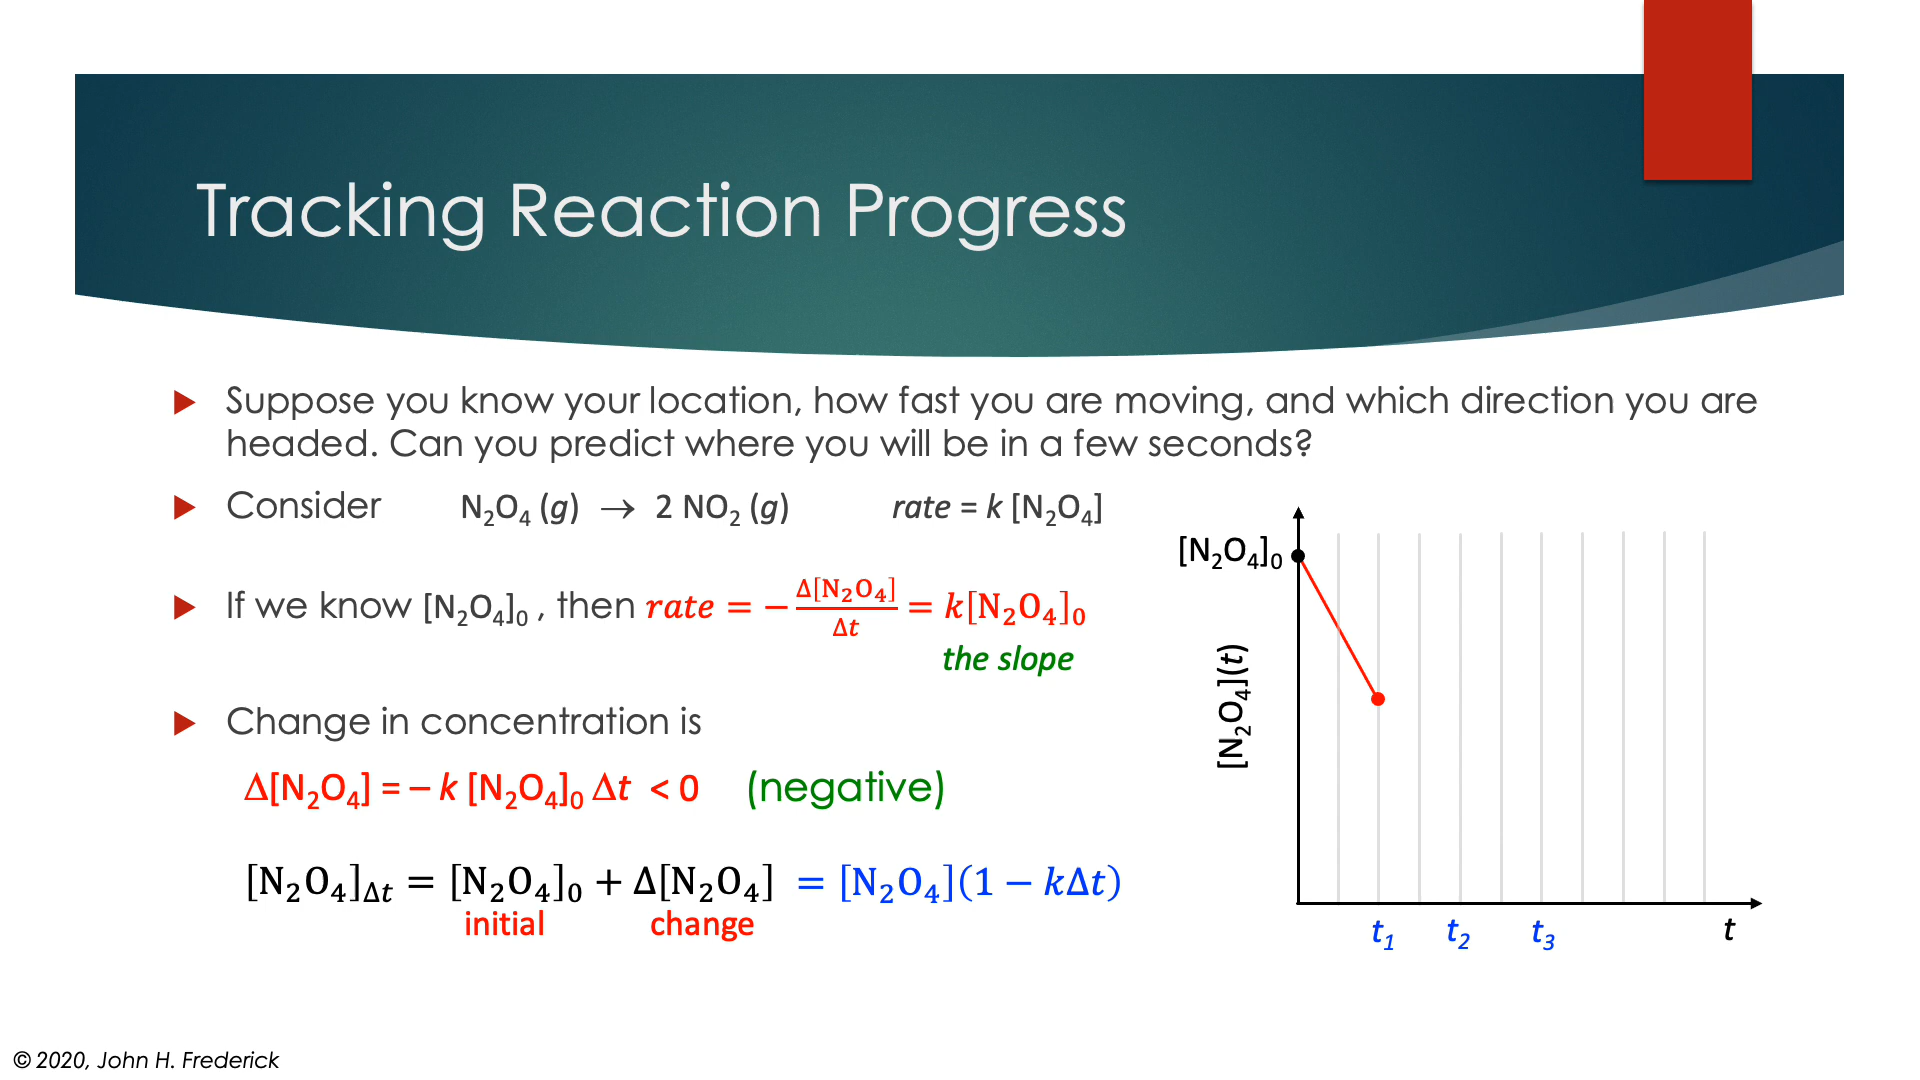 Tracking Reaction Progress
Suppose you know your location, how fast you are moving, and which direction you are
headed. Can you predict where you will be in a few seconds?
Consider N₂O₄ (g) → 2 NO₂ (g) rate = k [N₂O₄]
If we know [N₂O₄]₀ , then rate = − Δ[N₂O₄]/Δt = k[N₂O₄]₀
the slope
Change in concentration is
Δ[N₂O₄] = – k [N₂O₄]₀ Δt < 0 (negative)
[N₂O₄]Δt = [N₂O₄]₀ + Δ[N₂O₄] = [N₂O₄](1 − kΔt)
initial change
[N₂O₄]₀
[N₂O₄](t)
t₁ t₂ t₃ t
© 2020, John H. Frederick